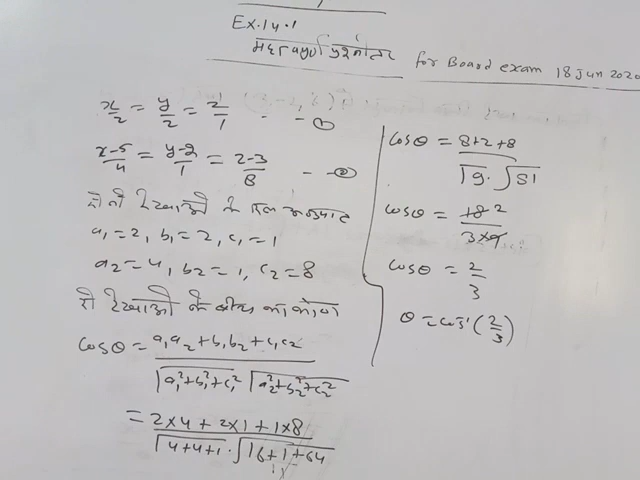 Ex.14.1
महत्वपूर्ण प्रश्नोत्तर for Board exam 18 Jun 2020
x/2 = y/2 = z/1 - - ①
x-5/4 = y-2/1 = z-3/8 - ②
दोनों रेखाओं के दिक् अनुपात
a₁=2, b₁=2, c₁=1
a₂=4, b₂=1, c₂=8
दो रेखाओं के बीच का कोण
cosθ = a₁a₂+b₁b₂+c₁c₂/√a₁²+b₁²+c₁² √a₂²+b₂²+c₂²
= 2×4+2×1+1×8/√4+4+1 . √16+1+64
cosθ = 8+2+8/√9 . √81
cosθ = 18 2/3×9
cosθ = 2/3
θ = cos⁻¹(2/3)